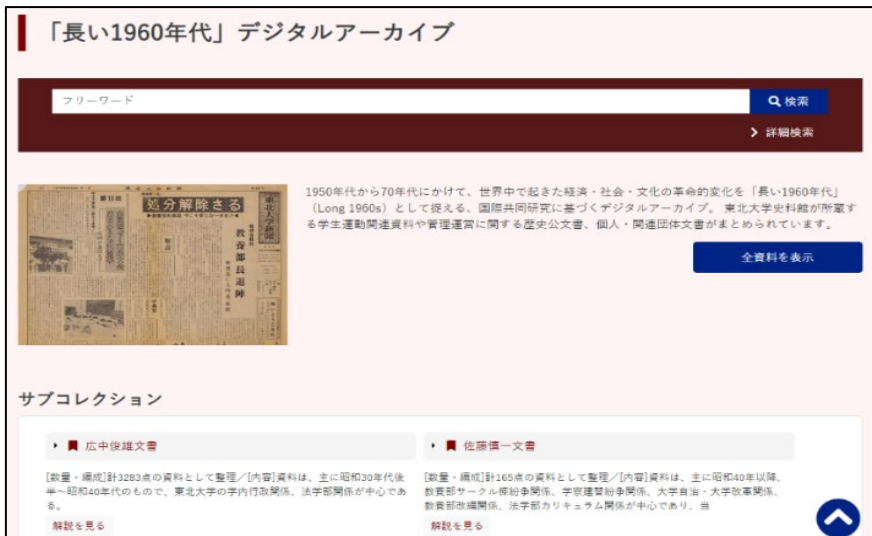 「長い1960年代」デジタルアーカイブ
フリーワード
検索
詳細検索
処分解除さる
東北大学新聞
教養部長退陣
1950年代から70年代にかけて、世界中で起きた経済・社会・文化の革命的変化を「長い1960年代」
（Long 1960s）として捉える、国際共同研究に基づくデジタルアーカイブ。 東北大学史料館が所蔵す
る学生運動関連資料や管理運営に関する歴史公文書、個人・関連団体文書がまとめられています。
全資料を表示
サブコレクション
広中俊雄文書
[数量・編成]計3283点の資料として整理／[内容]資料は、主に昭和30年代後
半～昭和40年代のもので、東北大学の学内行政関係、法学部関係が中心であ
る。
解説を見る
佐藤慎一文書
[数量・編成]計165点の資料として整理／[内容]資料は、主に昭和40年以降、
教養部サークル棟紛争関係、学寮建替紛争関係、大学自治・大学改革関係、
教養部改編関係、法学部カリキュラム関係が中心であり、当
解説を見る